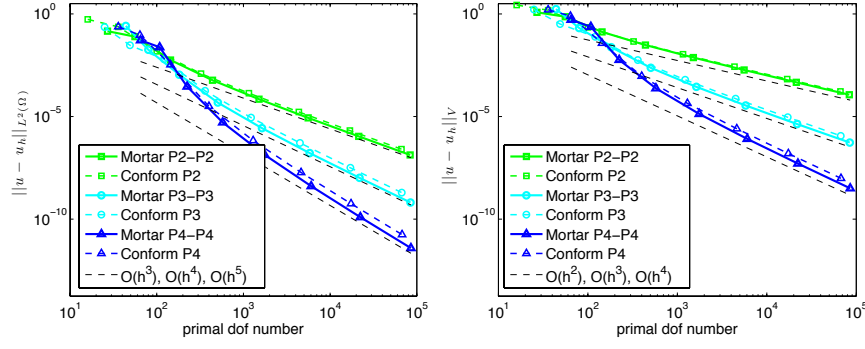 10^0
10^-5
10^-10
||u - u_h||_{L^2(Ω)}
Mortar P2-P2
Conform P2
Mortar P3-P3
Conform P3
Mortar P4-P4
Conform P4
O(h^3), O(h^4), O(h^5)
10^1 10^2 10^3 10^4 10^5
primal dof number
10^0
10^-5
10^-10
||u - u_h||_V
Mortar P2-P2
Conform P2
Mortar P3-P3
Conform P3
Mortar P4-P4
Conform P4
O(h^2), O(h^3), O(h^4)
10^1 10^2 10^3 10^4 10^5
primal dof number